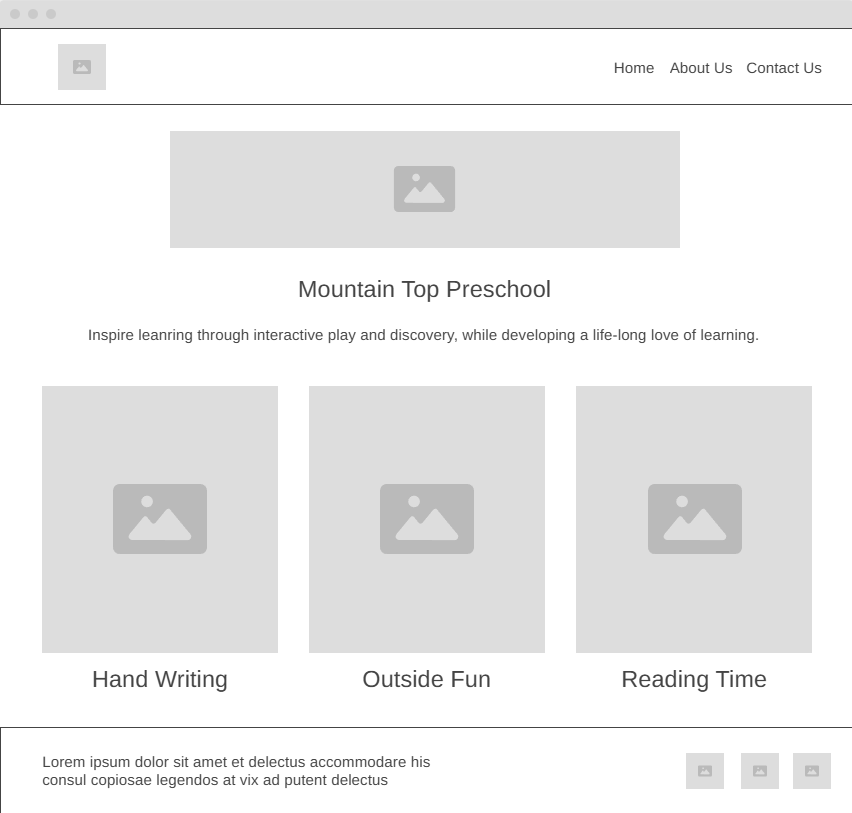 Home About Us Contact Us
Mountain Top Preschool
Inspire leanring through interactive play and discovery, while developing a life-long love of learning.
Hand Writing Outside Fun Reading Time
Lorem ipsum dolor sit amet et delectus accommodare his
consul copiosae legendos at vix ad putent delectus